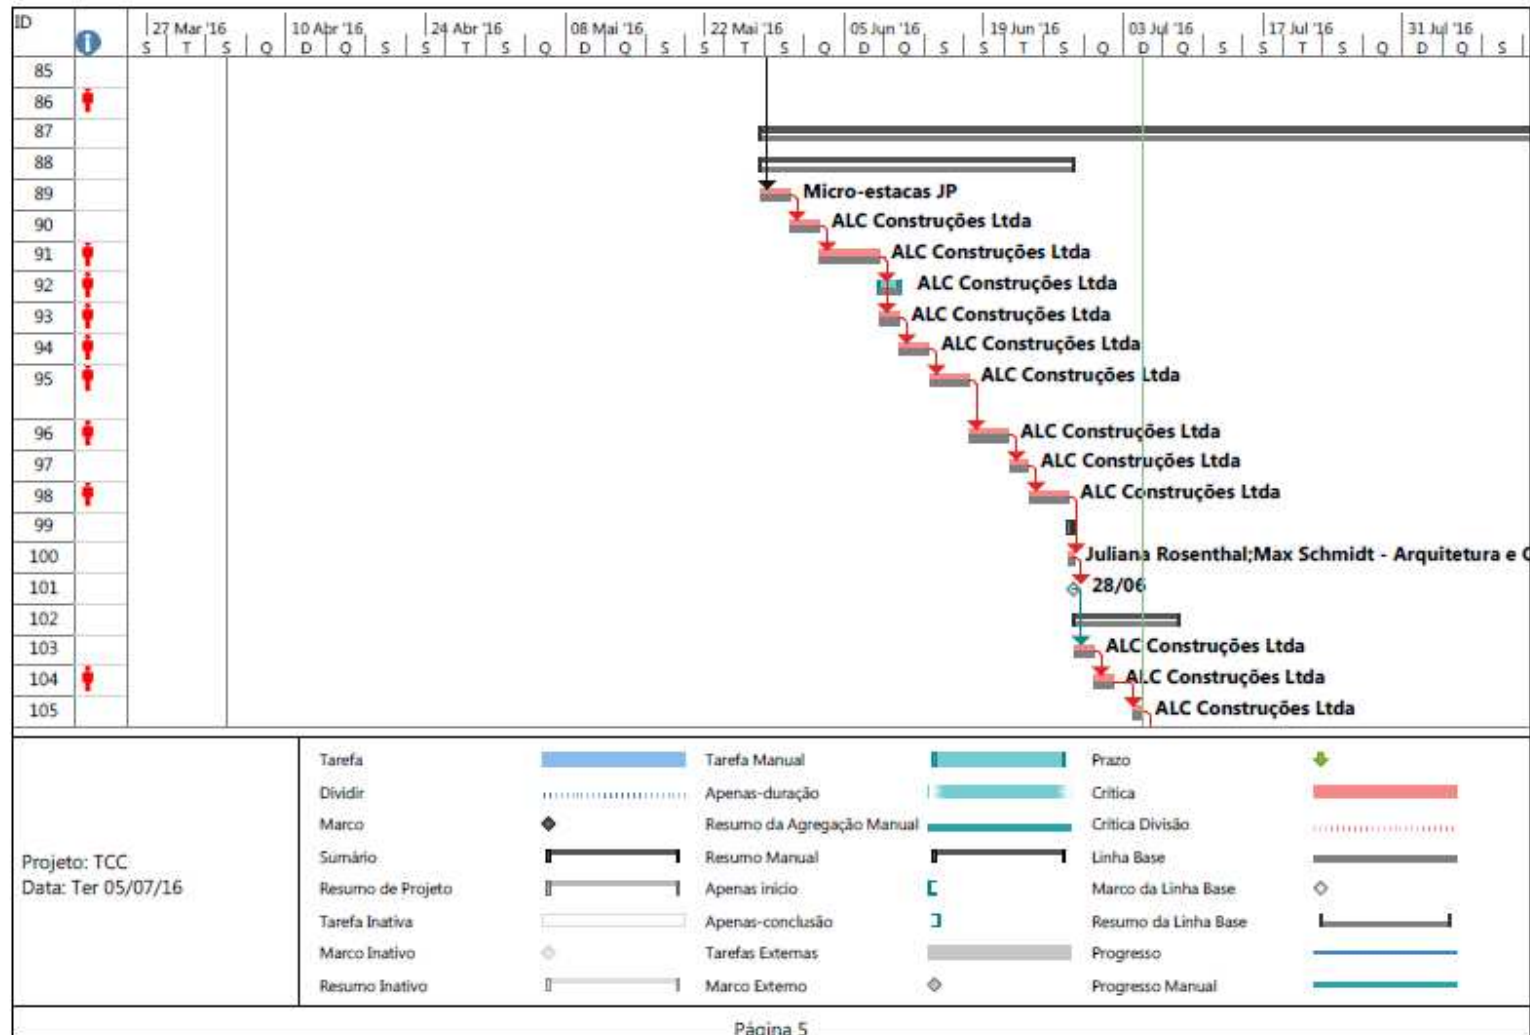 ID
27 Mar '16 10 Abr '16 24 Abr '16 08 Mai '16 22 Mai '16 05 Jun '16 19 Jun '16 03 Jul '16 17 Jul '16 31 Jul '16
S T S Q D Q S S T S Q D Q S S T S Q D Q S S T S Q D Q S S T S Q D Q S
85
86
87
88
89 Micro-estacas JP
90 ALC Construções Ltda
91 ALC Construções Ltda
92 ALC Construções Ltda
93 ALC Construções Ltda
94 ALC Construções Ltda
95 ALC Construções Ltda
96 ALC Construções Ltda
97 ALC Construções Ltda
98 ALC Construções Ltda
99
100 Juliana Rosenthal;Max Schmidt - Arquitetura e
101 28/06
102
103 ALC Construções Ltda
104 ALC Construções Ltda
105 ALC Construções Ltda
Projeto: TCC
Data: Ter 05/07/16
Tarefa
Dividir
Marco
Sumário
Resumo de Projeto
Tarefa Inativa
Marco Inativo
Resumo Inativo
Tarefa Manual
Apenas-duração
Resumo da Agregação Manual
Resumo Manual
Apenas início
Apenas-conclusão
Tarefas Externas
Marco Externo
Prazo
Crítica
Crítica Divisão
Linha Base
Marco da Linha Base
Resumo da Linha Base
Progresso
Progresso Manual
Página 5